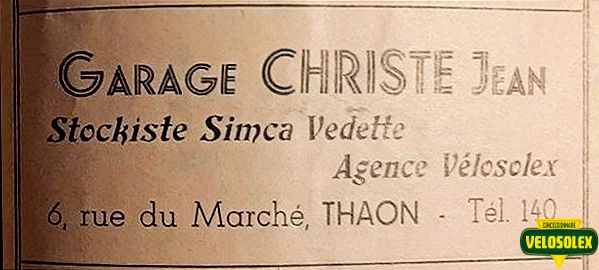 GARAGE CHRISTE JEAN
Stockiste Simca Vedette
Agence Vélosolex
6, rue du Marché, THAON - Tél. 140
CONCESSIONNAIRE
VELOSOLEX